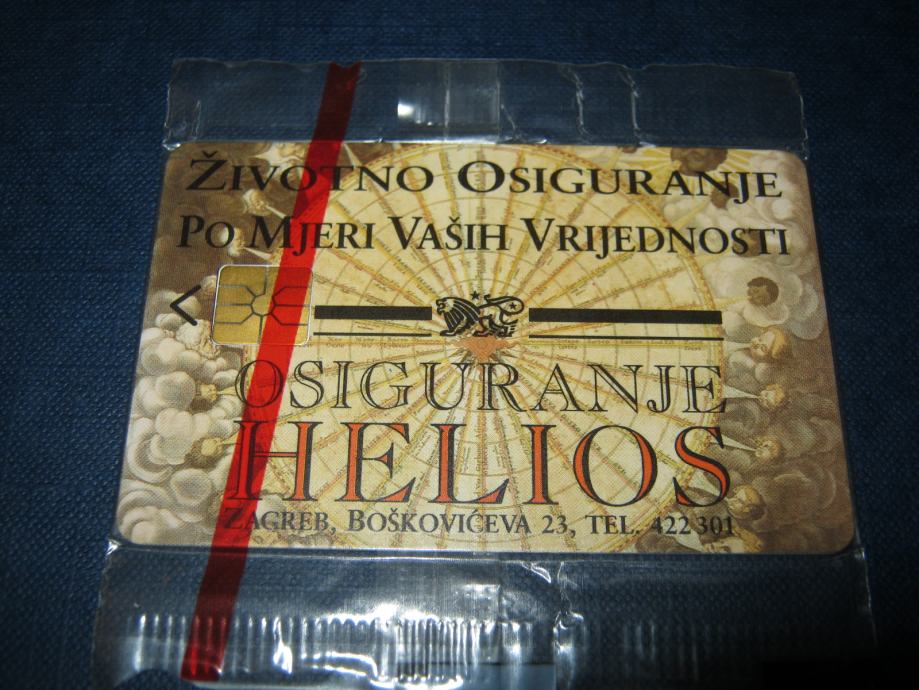 ŽIVOTNO OSIGURANJE
PO MJERI VAŠIH VRIJEDNOSTI
OSIGURANJE
HELIOS
ZAGREB, BOŠKOVIĆEVA 23, TEL. 422 301